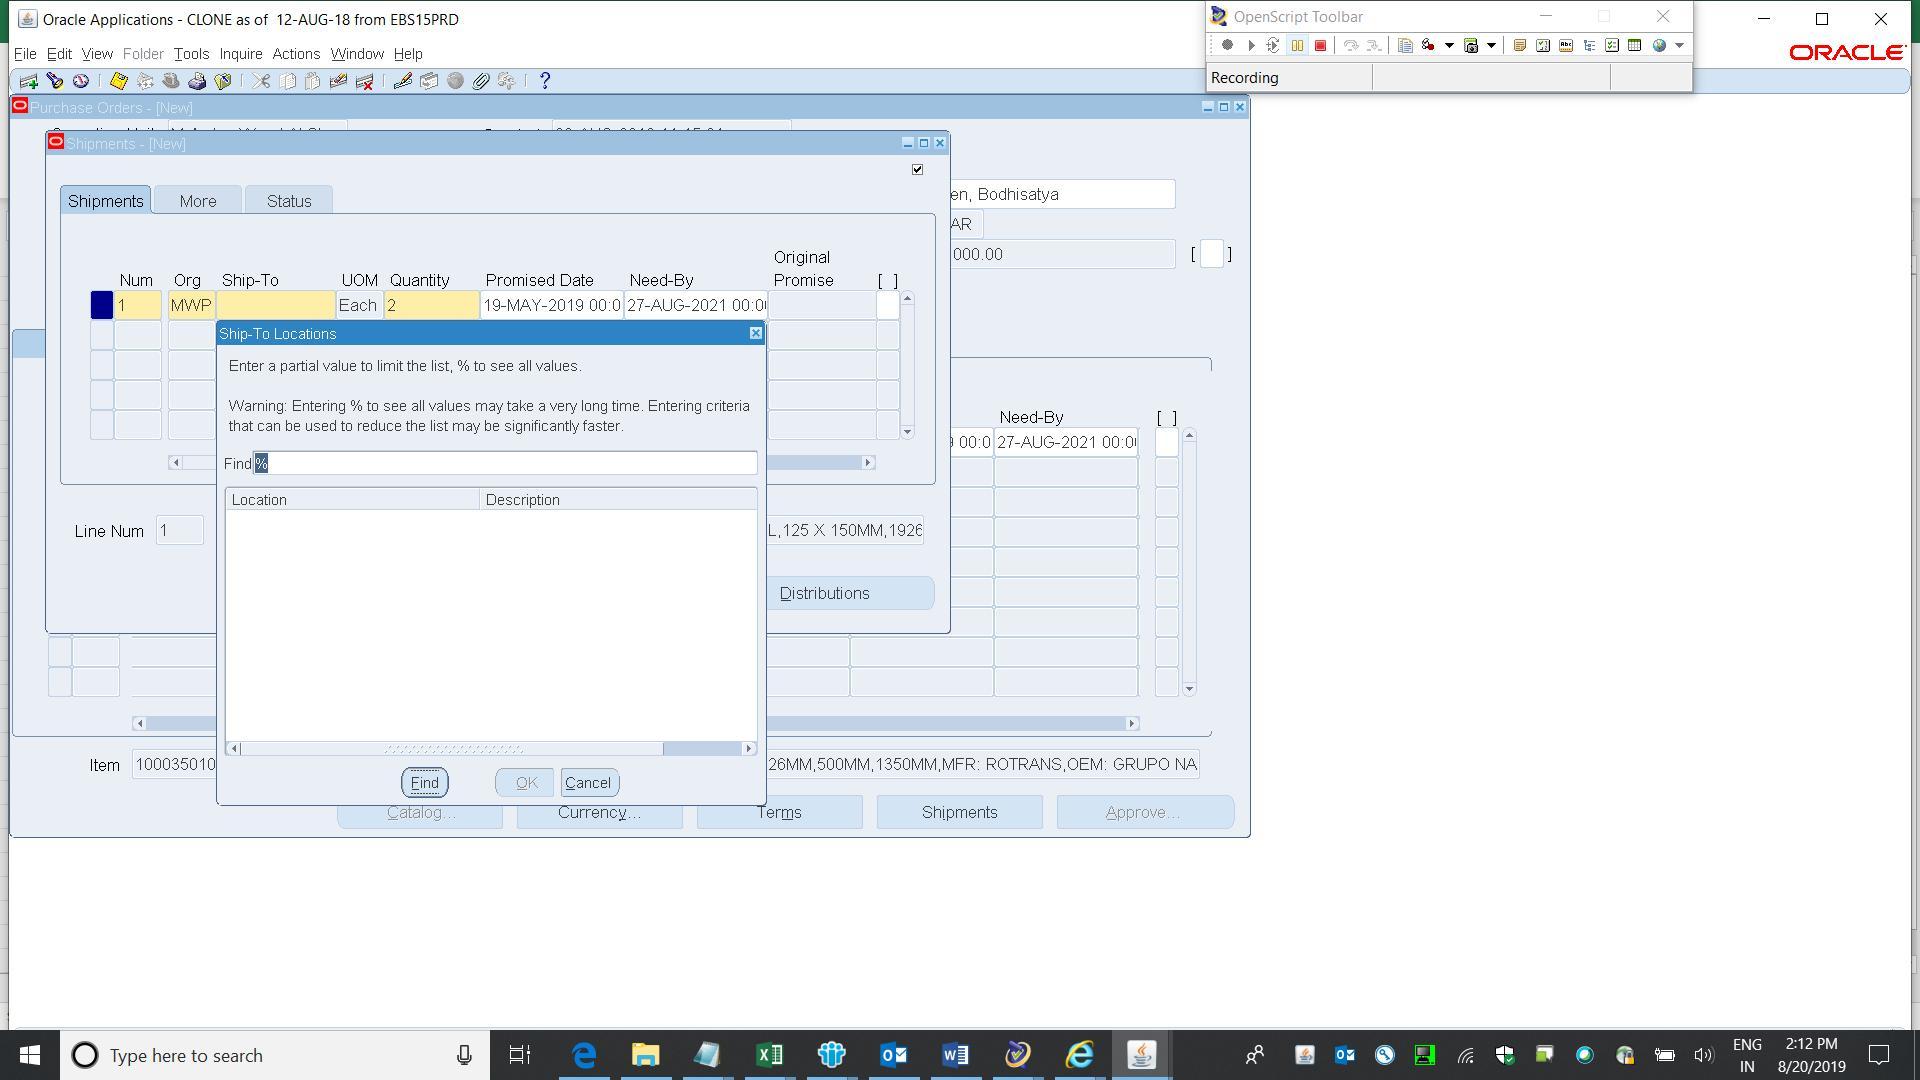 Oracle Applications - CLONE as of  12-AUG-18 from EBS15PRD
OpenScript Toolbar
File Edit View Folder Tools Inquire Actions Window Help
ORACLE
Recording
Purchase Orders - [New]
Shipments - [New]
Shipments More Status
en, Bodhisatya
AR
000.00 [ ]
Original
Num Org Ship-To UOM Quantity Promised Date Need-By Promise [ ]
1 MWP Each 2 19-MAY-2019 00:0 27-AUG-2021 00:0
Ship-To Locations
Enter a partial value to limit the list, % to see all values.
Warning: Entering % to see all values may take a very long time. Entering criteria
that can be used to reduce the list may be significantly faster.
Need-By [ ]
9 00:0 27-AUG-2021 00:0
Find %
Location Description
Line Num 1 L,125 X 150MM,1926
Distributions
Item 100035010 26MM,500MM,1350MM,MFR: ROTRANS,OEM: GRUPO NA
Find OK Cancel
Catalog... Currency... Terms Shipments Approve...
Type here to search
ENG
IN
2:12 PM
8/20/2019